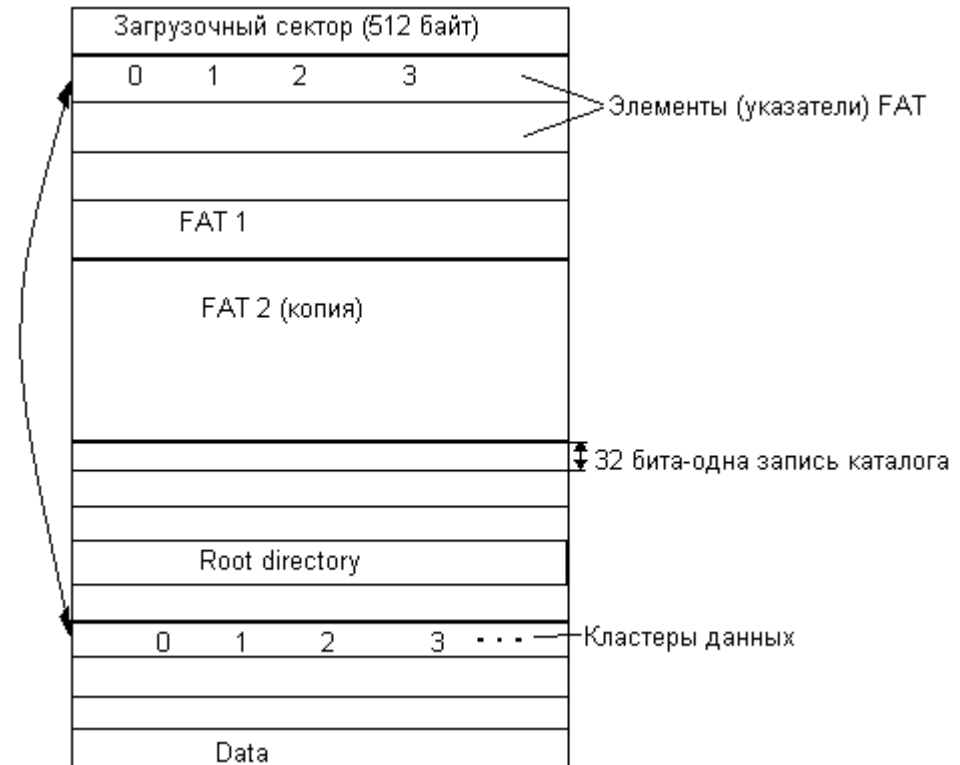 Загрузочный сектор (512 байт)
0 1 2 3
Элементы (указатели) FAT
FAT 1
FAT 2 (копия)
32 бита-одна запись каталога
Root directory
0 1 2 3 . . .
Кластеры данных
Data